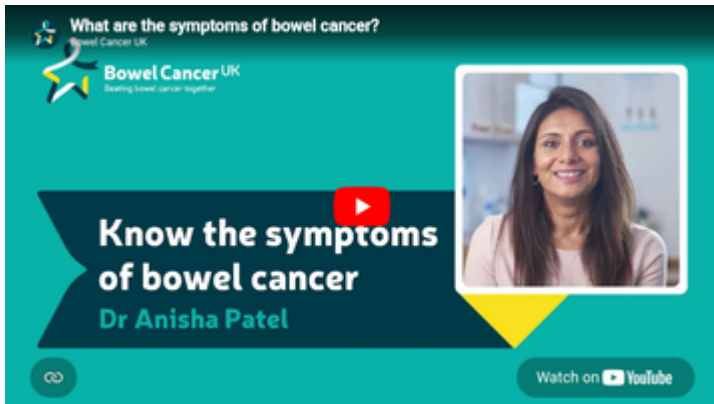 What are the symptoms of bowel cancer?
Bowel Cancer UK
Bowel Cancer UK
Beating bowel cancer together
Know the symptoms
of bowel cancer
Dr Anisha Patel
Watch on YouTube